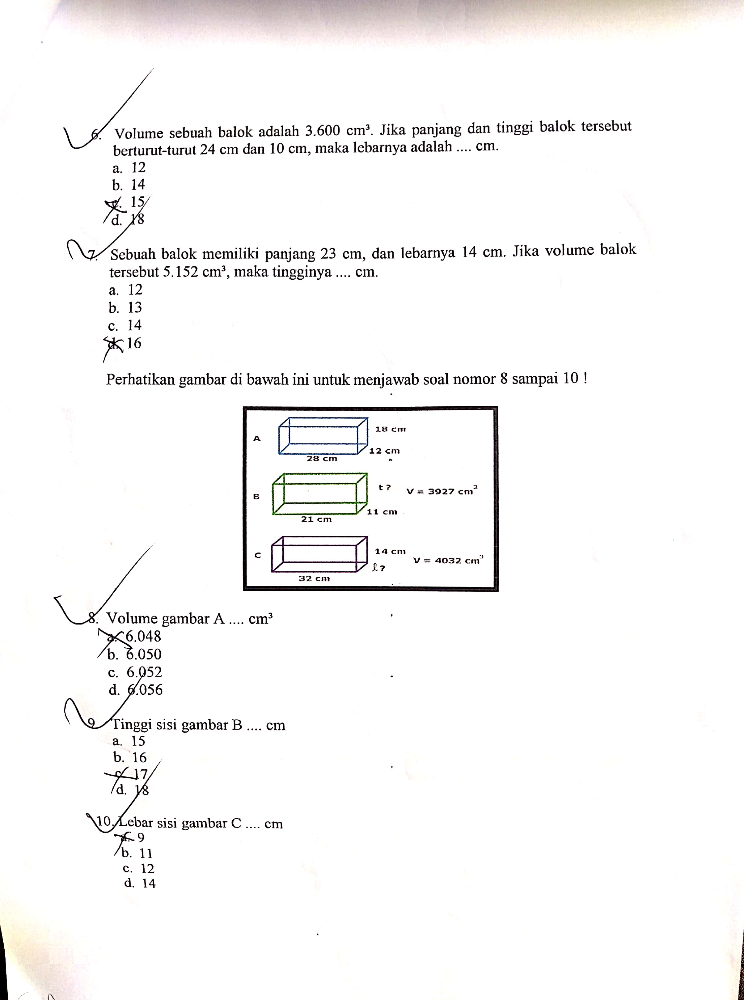 6. Volume sebuah balok adalah 3.600 cm³. Jika panjang dan tinggi balok tersebut
berturut-turut 24 cm dan 10 cm, maka lebarnya adalah .... cm.
a. 12
b. 14
c. 15
d. 18
7. Sebuah balok memiliki panjang 23 cm, dan lebarnya 14 cm. Jika volume balok
tersebut 5.152 cm³, maka tingginya .... cm.
a. 12
b. 13
c. 14
d. 16
Perhatikan gambar di bawah ini untuk menjawab soal nomor 8 sampai 10 !
A
18 cm
12 cm
28 cm
B
t ?
V = 3927 cm³
11 cm
21 cm
C
14 cm
V = 4032 cm³
ℓ ?
32 cm
8. Volume gambar A .... cm³
a. 6.048
b. 6.050
c. 6.052
d. 6.056
9 Tinggi sisi gambar B .... cm
a. 15
b. 16
c 17
d. 18
10. Lebar sisi gambar C .... cm
a. 9
b. 11
c. 12
d. 14